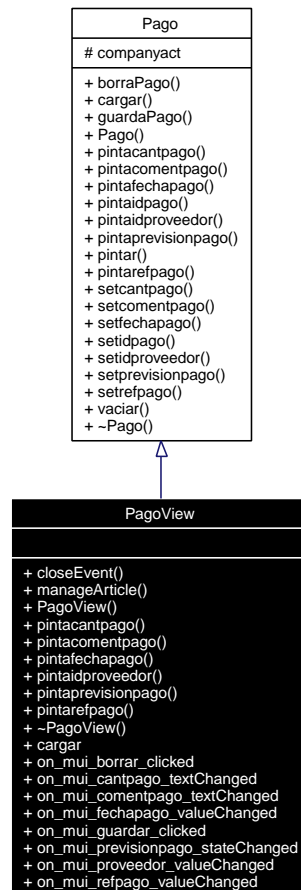 Pago
# companyact
+ borraPago()
+ cargar()
+ guardaPago()
+ Pago()
+ pintacantpago()
+ pintacomentpago()
+ pintafechapago()
+ pintaidpago()
+ pintaidproveedor()
+ pintaprevisionpago()
+ pintar()
+ pintarefpago()
+ setcantpago()
+ setcomentpago()
+ setfechapago()
+ setidpago()
+ setidproveedor()
+ setprevisionpago()
+ setrefpago()
+ vaciar()
+ ~Pago()
PagoView
+ closeEvent()
+ manageArticle()
+ PagoView()
+ pintacantpago()
+ pintacomentpago()
+ pintafechapago()
+ pintaidproveedor()
+ pintaprevisionpago()
+ pintarefpago()
+ ~PagoView()
+ cargar
+ on_mui_borrar_clicked
+ on_mui_cantpago_textChanged
+ on_mui_comentpago_textChanged
+ on_mui_fechapago_valueChanged
+ on_mui_guardar_clicked
+ on_mui_previsionpago_stateChanged
+ on_mui_proveedor_valueChanged
+ on_mui_refpago_valueChanged